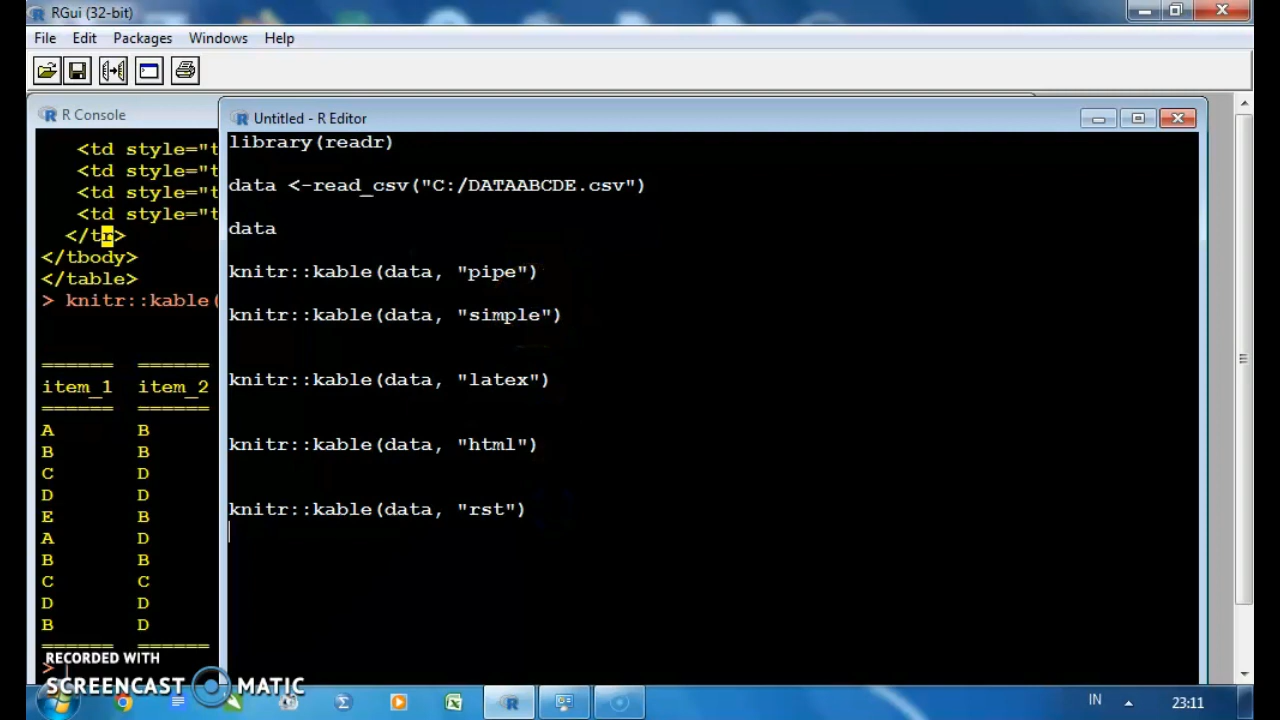 RGui (32-bit)
File Edit Packages Windows Help
R Console
<td style="t
<td style="t
<td style="t
<td style="t
</tr>
</tbody>
</table>
> knitr::kable(
====== ======
item_1 item_2
====== ======
A B
B B
C D
D D
E B
A D
B B
C C
D D
B D
====== ======
>
Untitled - R Editor
library(readr)
data <-read_csv("C:/DATAABCDE.csv")
data
knitr::kable(data, "pipe")
knitr::kable(data, "simple")
knitr::kable(data, "latex")
knitr::kable(data, "html")
knitr::kable(data, "rst")
RECORDED WITH
SCREENCAST MATIC
IN 23:11